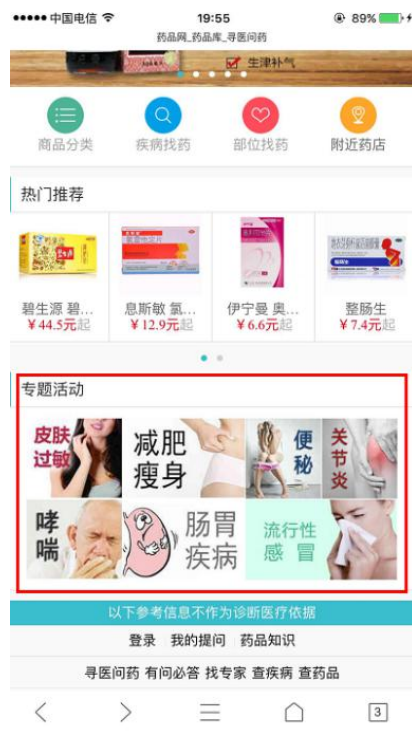 中国电信 19:55 89%
药品网_药品库_寻医问药
生津补气
商品分类 疾病找药 部位找药 附近药店
热门推荐
碧生源 碧... 息斯敏 氯... 伊宁曼 奥... 整肠生
¥44.5元起 ¥12.9元起 ¥6.6元起 ¥7.4元起
专题活动
皮肤过敏
减肥瘦身
便秘
关节炎
哮喘
肠胃疾病
流行性感冒
以下参考信息不作为诊断医疗依据
登录 我的提问 药品知识
寻医问药 有问必答 找专家 查疾病 查药品
3